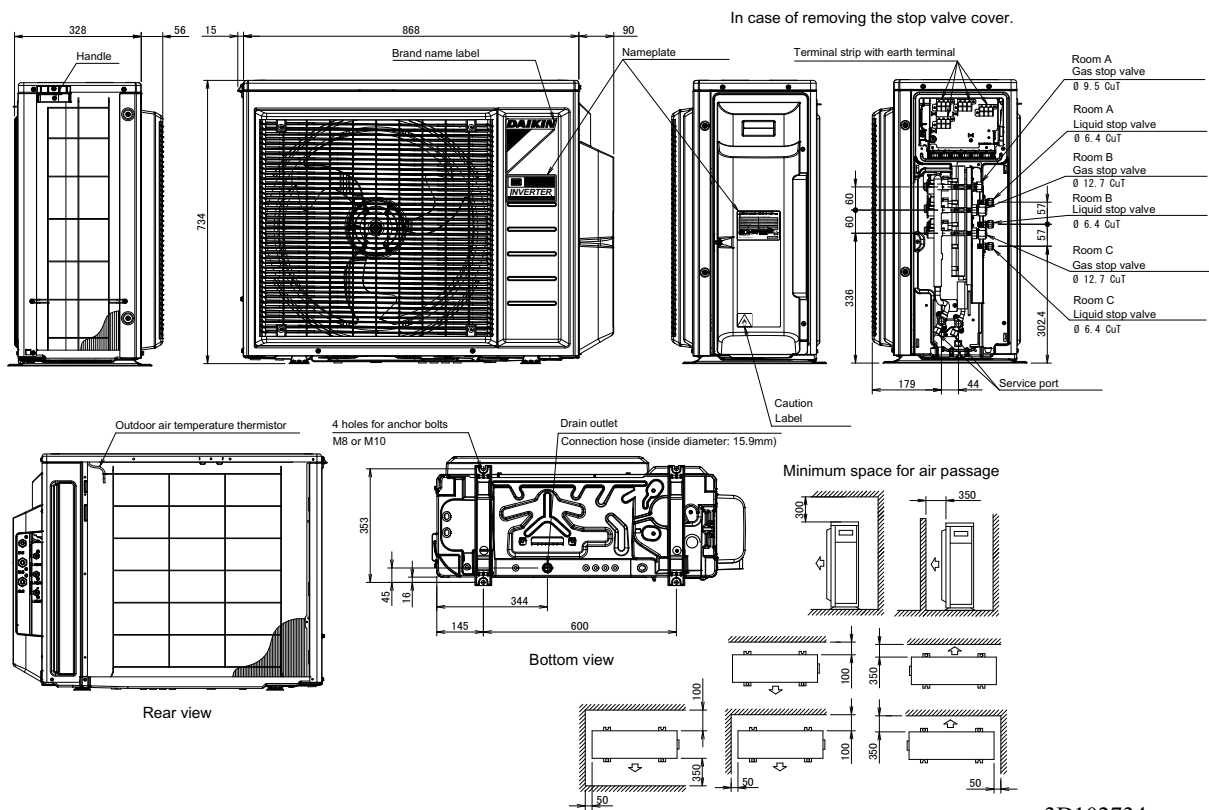 In case of removing the stop valve cover.
328
56
15
868
90
Handle
Brand name label
Nameplate
Terminal strip with earth terminal
Room A
Gas stop valve
Ø 9.5 CuT
Room A
Liquid stop valve
Ø 6.4 CuT
Room B
Gas stop valve
Ø 12.7 CuT
Room B
Liquid stop valve
Ø 6.4 CuT
Room C
Gas stop valve
Ø 12.7 CuT
Room C
Liquid stop valve
Ø 6.4 CuT
DAIKIN
INVERTER
734
60
60
336
57
57
302.4
179
44
Service port
Caution
Label
Outdoor air temperature thermistor
4 holes for anchor bolts
M8 or M10
Drain outlet
Connection hose (inside diameter: 15.9mm)
353
45
16
344
145
600
Bottom view
Rear view
Minimum space for air passage
300
350
100
350
100
350
50
100
50
350
50
3D102734